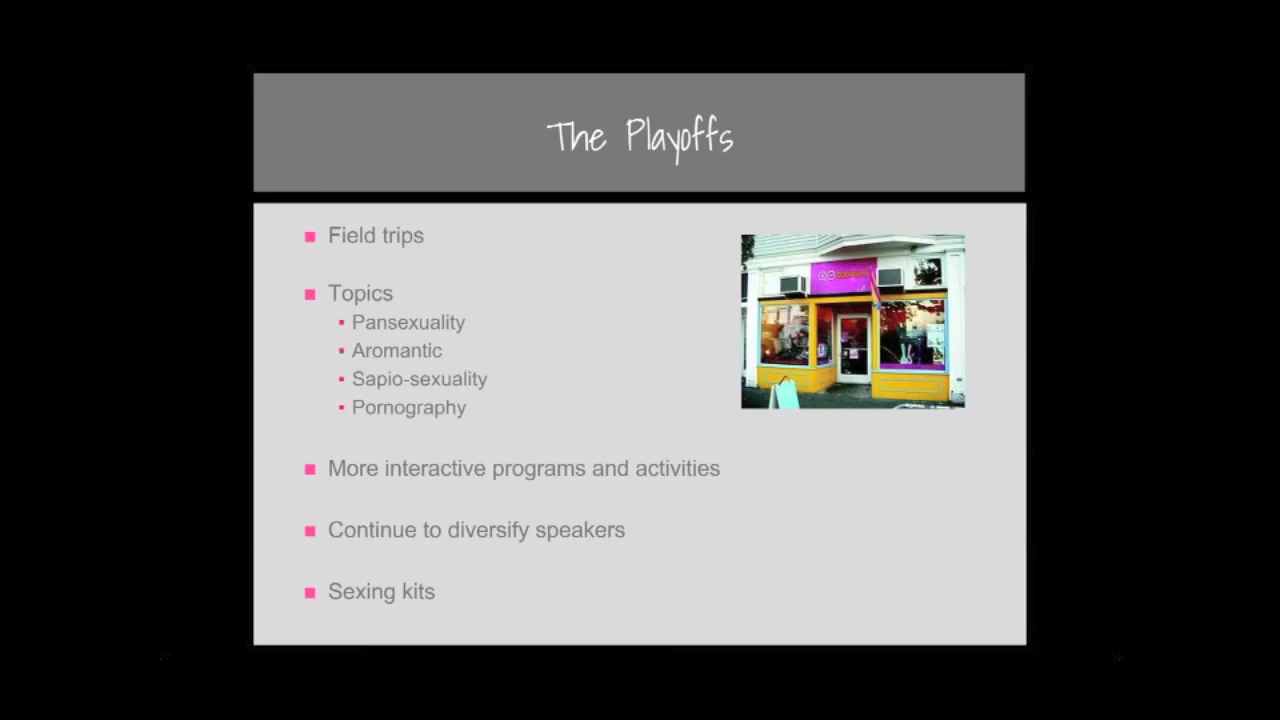 The Playoffs
Field trips
Topics
Pansexuality
Aromantic
Sapio-sexuality
Pornography
More interactive programs and activities
Continue to diversify speakers
Sexing kits